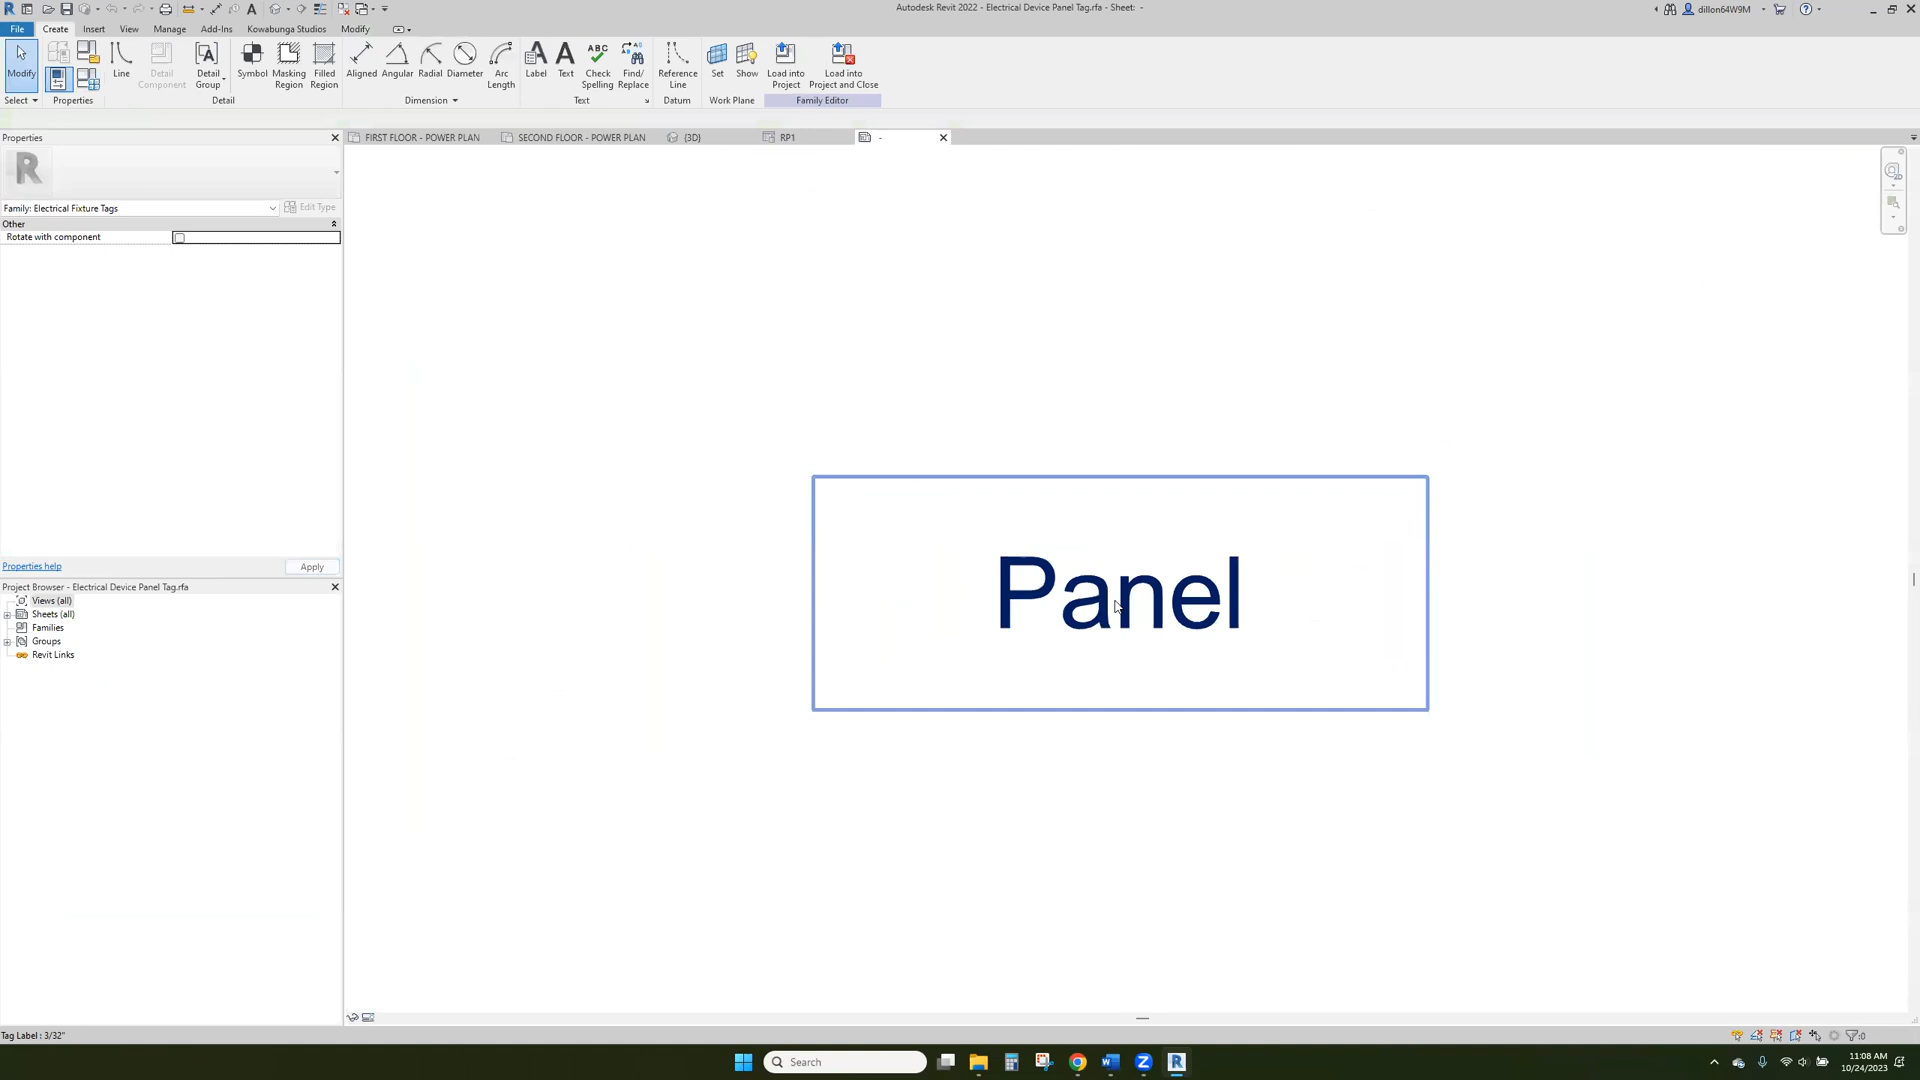 Autodesk Revit 2022 - Electrical Device Panel Tag.rfa - Sheet: -
dillon64W9M
File Create Insert View Manage Add-Ins Kowabunga Studios Modify
Modify
Line
Detail Component
Detail Group
Symbol
Masking Region
Filled Region
Aligned
Angular
Radial
Diameter
Arc Length
Label
Text
ABC
Check Spelling
Find/ Replace
Reference Line
Set
Show
Load into Project
Load into Project and Close
Select Properties Detail Dimension Text Datum Work Plane Family Editor
Properties
FIRST FLOOR - POWER PLAN SECOND FLOOR - POWER PLAN {3D} RP1 -
R
Family: Electrical Fixture Tags Edit Type
Other
Rotate with component
Panel
Properties help Apply
Project Browser - Electrical Device Panel Tag.rfa
Views (all)
Sheets (all)
Families
Groups
Revit Links
Tag Label : 3/32"
:0
Search
11:08 AM
10/24/2023